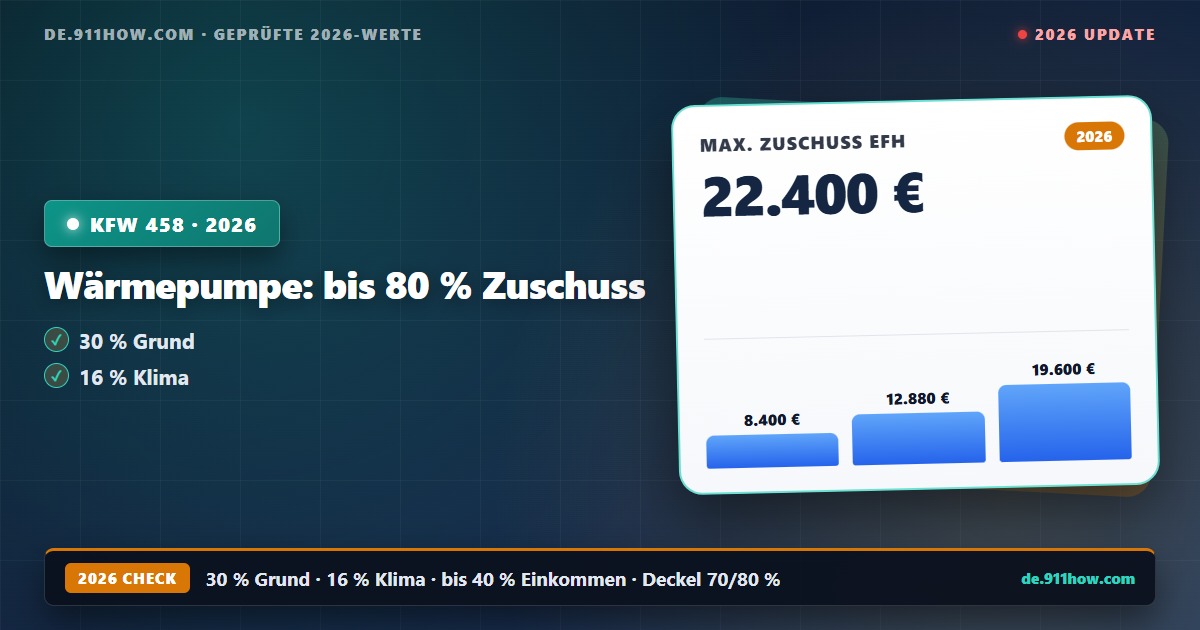 DE.911HOW.COM · GEPRÜFTE 2026-WERTE
2026 UPDATE
KFW 458 · 2026
Wärmepumpe: bis 80 % Zuschuss
30 % Grund
16 % Klima
MAX. ZUSCHUSS EFH
2026
22.400 €
8.400 €
12.880 €
19.600 €
2026 CHECK
30 % Grund · 16 % Klima · bis 40 % Einkommen · Deckel 70/80 %
de.911how.com